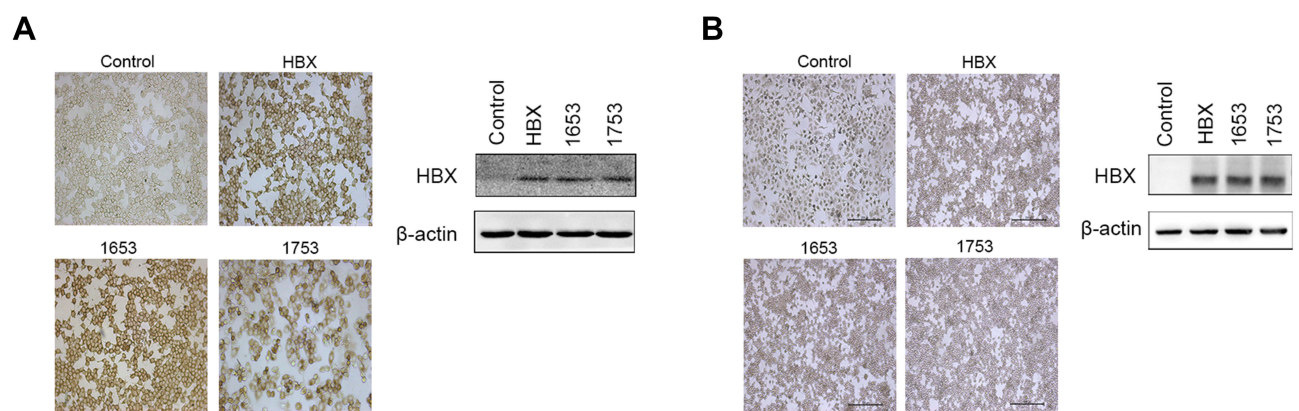 A
Control HBX
1653 1753
Control HBX 1653 1753
HBX
β-actin
B
Control HBX
1653 1753
Control HBX 1653 1753
HBX
β-actin